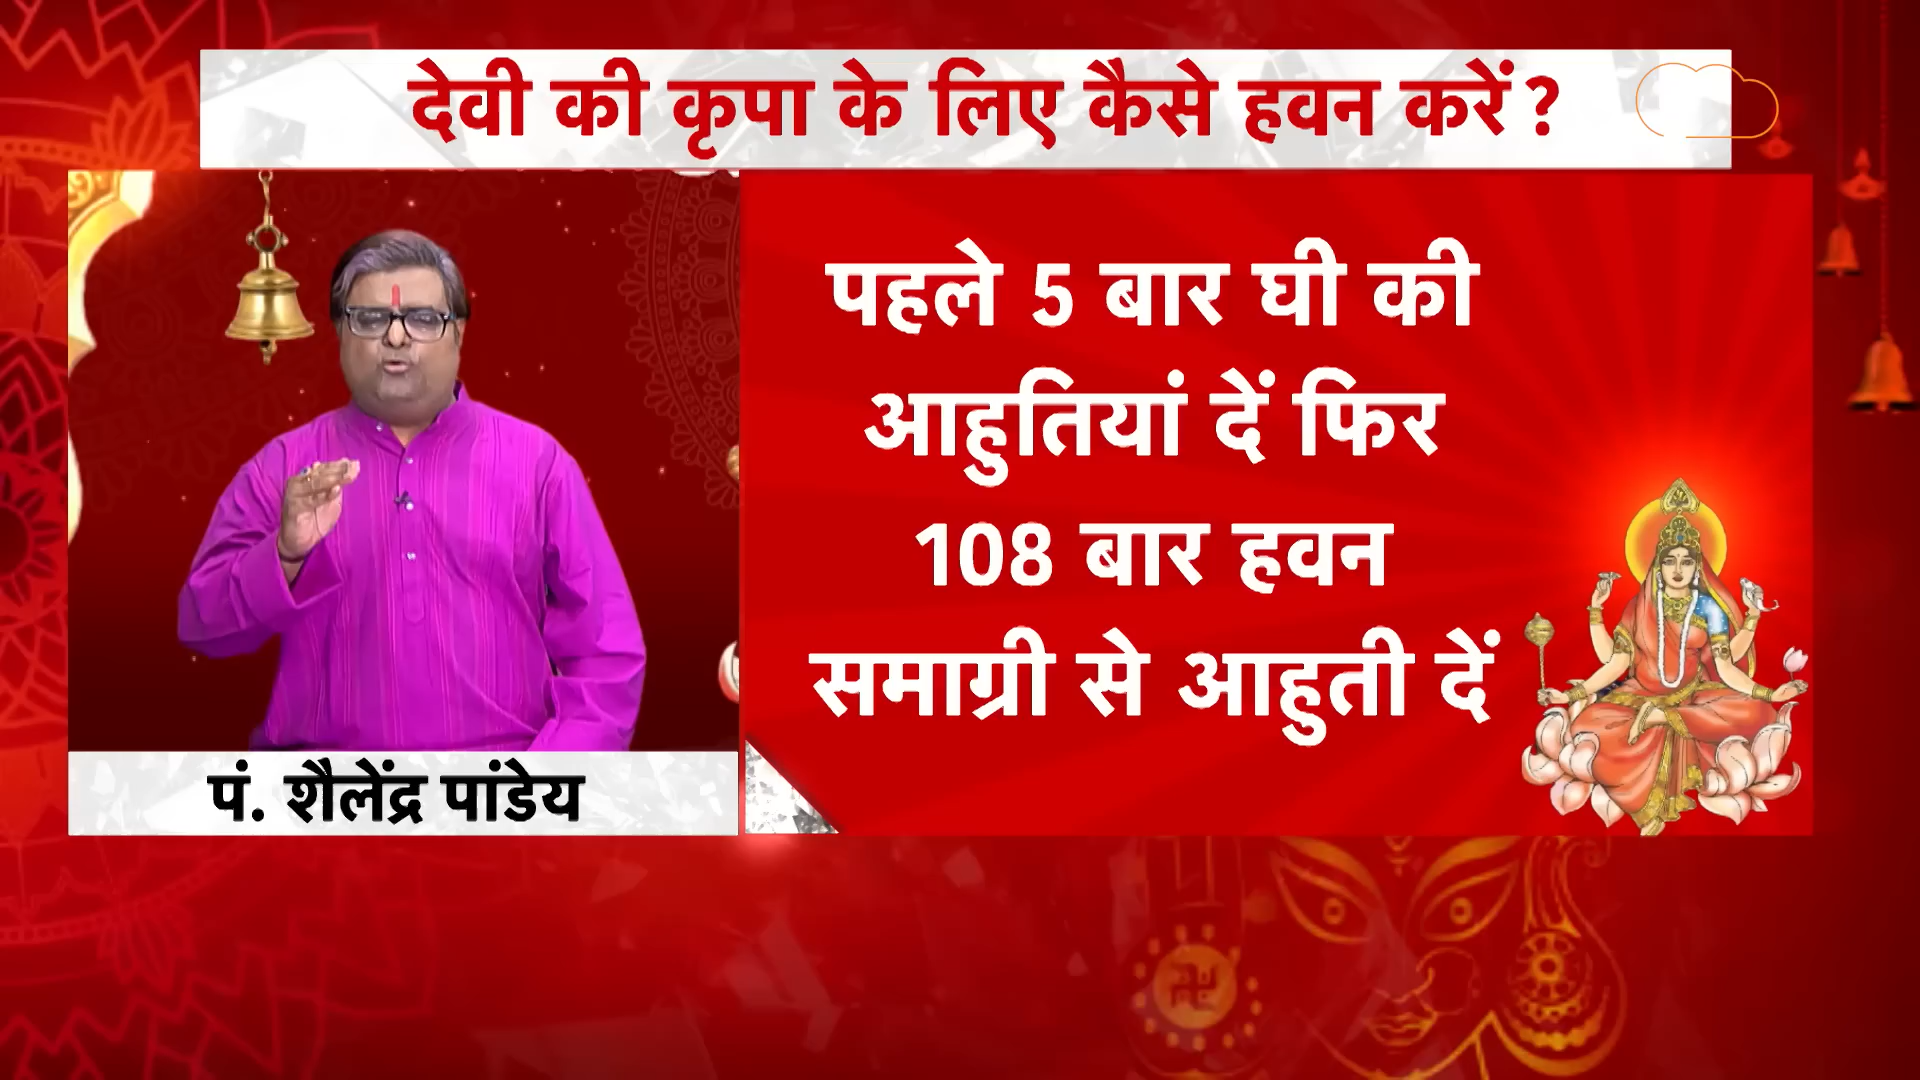 देवी की कृपा के लिए कैसे हवन करें?
पहले 5 बार घी की
आहुतियां दें फिर
108 बार हवन
समाग्री से आहुती दें
पं. शैलेंद्र पांडेय